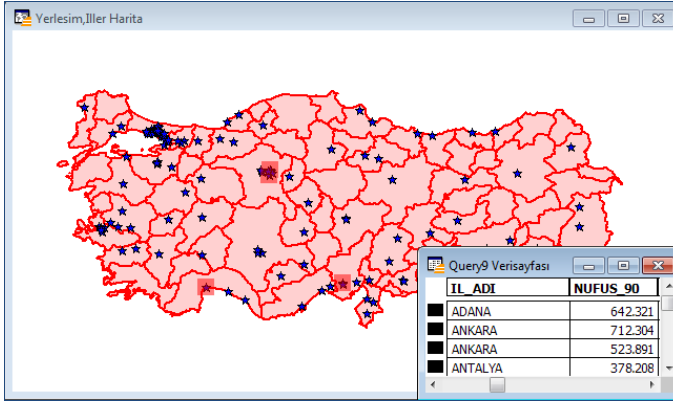 Yerlesim,Iller Harita
Query9 Verisayfası
IL_ADI NUFUS_90
ADANA 642.321
ANKARA 712.304
ANKARA 523.891
ANTALYA 378.208